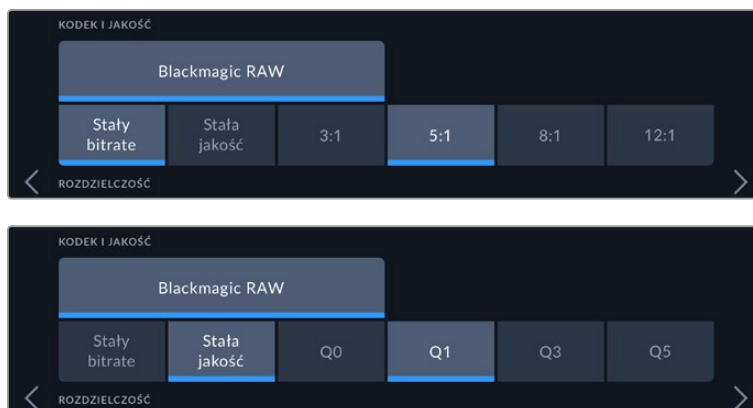 KODEK I JAKOŚĆ
Blackmagic RAW
Stały bitrate
Stała jakość
3:1
5:1
8:1
12:1
ROZDZIELCZOŚĆ
KODEK I JAKOŚĆ
Blackmagic RAW
Stały bitrate
Stała jakość
Q0
Q1
Q3
Q5
ROZDZIELCZOŚĆ